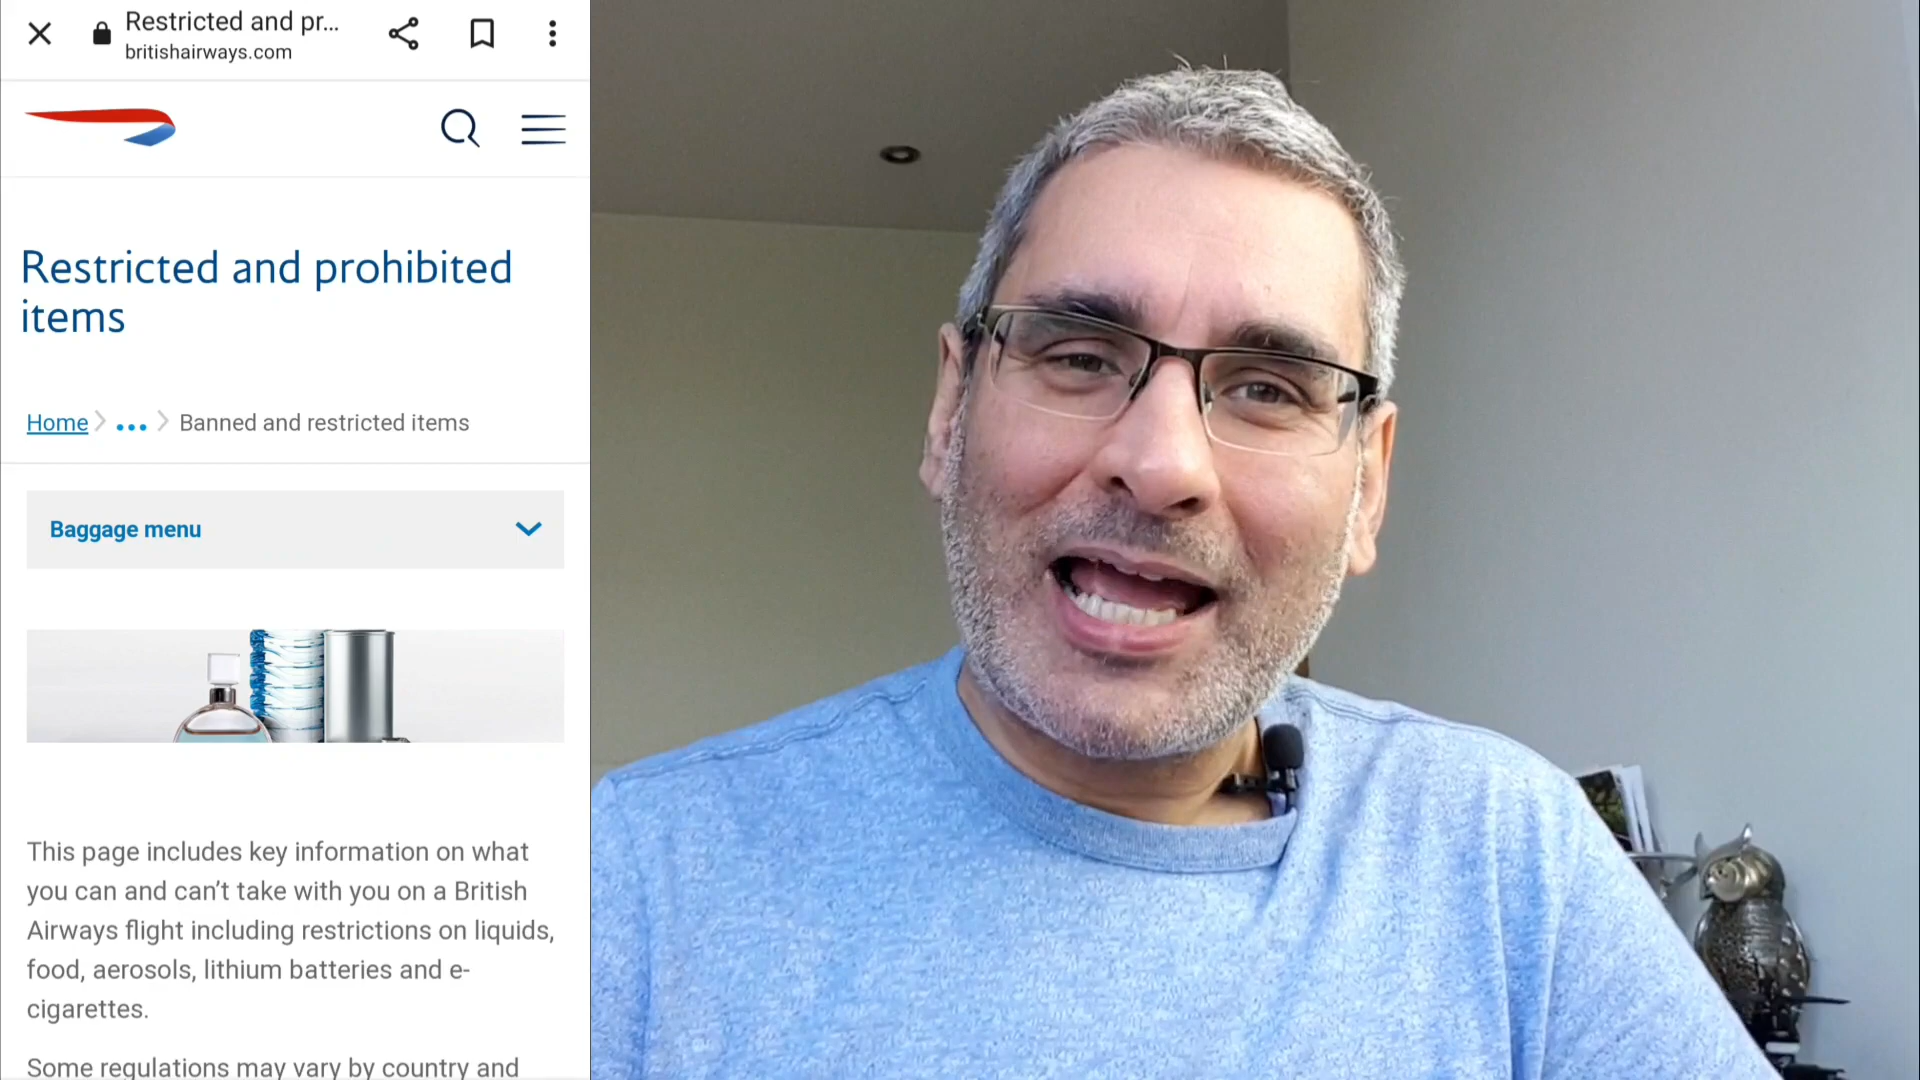 Restricted and pr...
britishairways.com
Restricted and prohibited
items
Home
...
Banned and restricted items
Baggage menu
This page includes key information on what
you can and can't take with you on a British
Airways flight including restrictions on liquids,
food, aerosols, lithium batteries and e-
cigarettes.
Some regulations may vary by country and